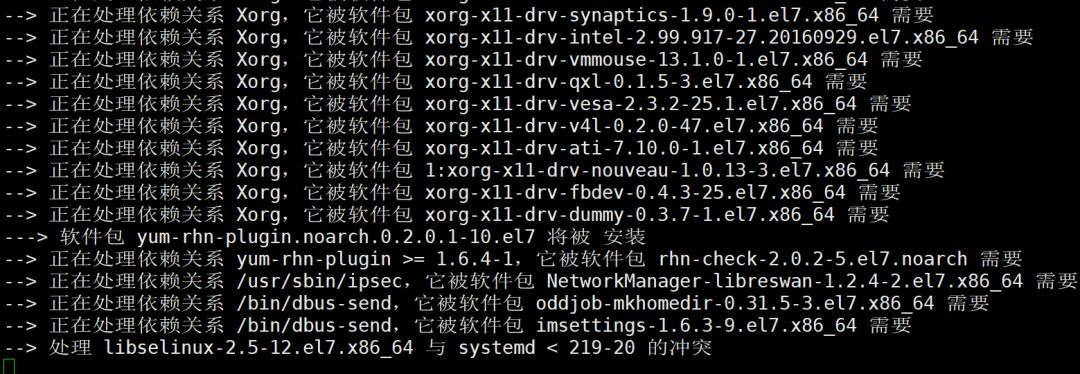 --> 正在处理依赖关系 Xorg，它被软件包 xorg-x11-drv-synaptics-1.9.0-1.el7.x86_64 需要
--> 正在处理依赖关系 Xorg，它被软件包 xorg-x11-drv-intel-2.99.917-27.20160929.el7.x86_64 需要
--> 正在处理依赖关系 Xorg，它被软件包 xorg-x11-drv-vmmouse-13.1.0-1.el7.x86_64 需要
--> 正在处理依赖关系 Xorg，它被软件包 xorg-x11-drv-qxl-0.1.5-3.el7.x86_64 需要
--> 正在处理依赖关系 Xorg，它被软件包 xorg-x11-drv-vesa-2.3.2-25.1.el7.x86_64 需要
--> 正在处理依赖关系 Xorg，它被软件包 xorg-x11-drv-v4l-0.2.0-47.el7.x86_64 需要
--> 正在处理依赖关系 Xorg，它被软件包 xorg-x11-drv-ati-7.10.0-1.el7.x86_64 需要
--> 正在处理依赖关系 Xorg，它被软件包 1:xorg-x11-drv-nouveau-1.0.13-3.el7.x86_64 需要
--> 正在处理依赖关系 Xorg，它被软件包 xorg-x11-drv-fbdev-0.4.3-25.el7.x86_64 需要
--> 正在处理依赖关系 Xorg，它被软件包 xorg-x11-drv-dummy-0.3.7-1.el7.x86_64 需要
---> 软件包 yum-rhn-plugin.noarch.0.2.0.1-10.el7 将被 安装
--> 正在处理依赖关系 yum-rhn-plugin >= 1.6.4-1，它被软件包 rhn-check-2.0.2-5.el7.noarch 需要
--> 正在处理依赖关系 /usr/sbin/ipsec，它被软件包 NetworkManager-libreswan-1.2.4-2.el7.x86_64 需要
--> 正在处理依赖关系 /bin/dbus-send，它被软件包 oddjob-mkhomedir-0.31.5-3.el7.x86_64 需要
--> 正在处理依赖关系 /bin/dbus-send，它被软件包 imsettings-1.6.3-9.el7.x86_64 需要
--> 处理 libselinux-2.5-12.el7.x86_64 与 systemd < 219-20 的冲突